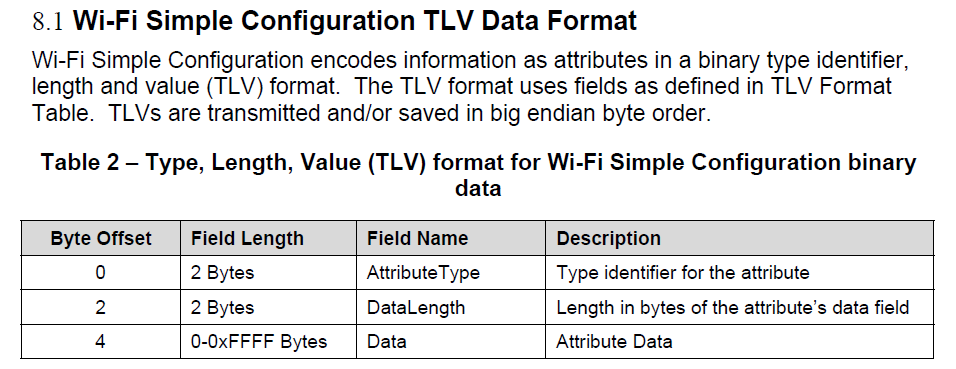 8.1 Wi-Fi Simple Configuration TLV Data Format
Wi-Fi Simple Configuration encodes information as attributes in a binary type identifier,
length and value (TLV) format.  The TLV format uses fields as defined in TLV Format
Table.  TLVs are transmitted and/or saved in big endian byte order.
Table 2 – Type, Length, Value (TLV) format for Wi-Fi Simple Configuration binary
data
Byte Offset Field Length Field Name Description
0 2 Bytes AttributeType Type identifier for the attribute
2 2 Bytes DataLength Length in bytes of the attribute’s data field
4 0-0xFFFF Bytes Data Attribute Data